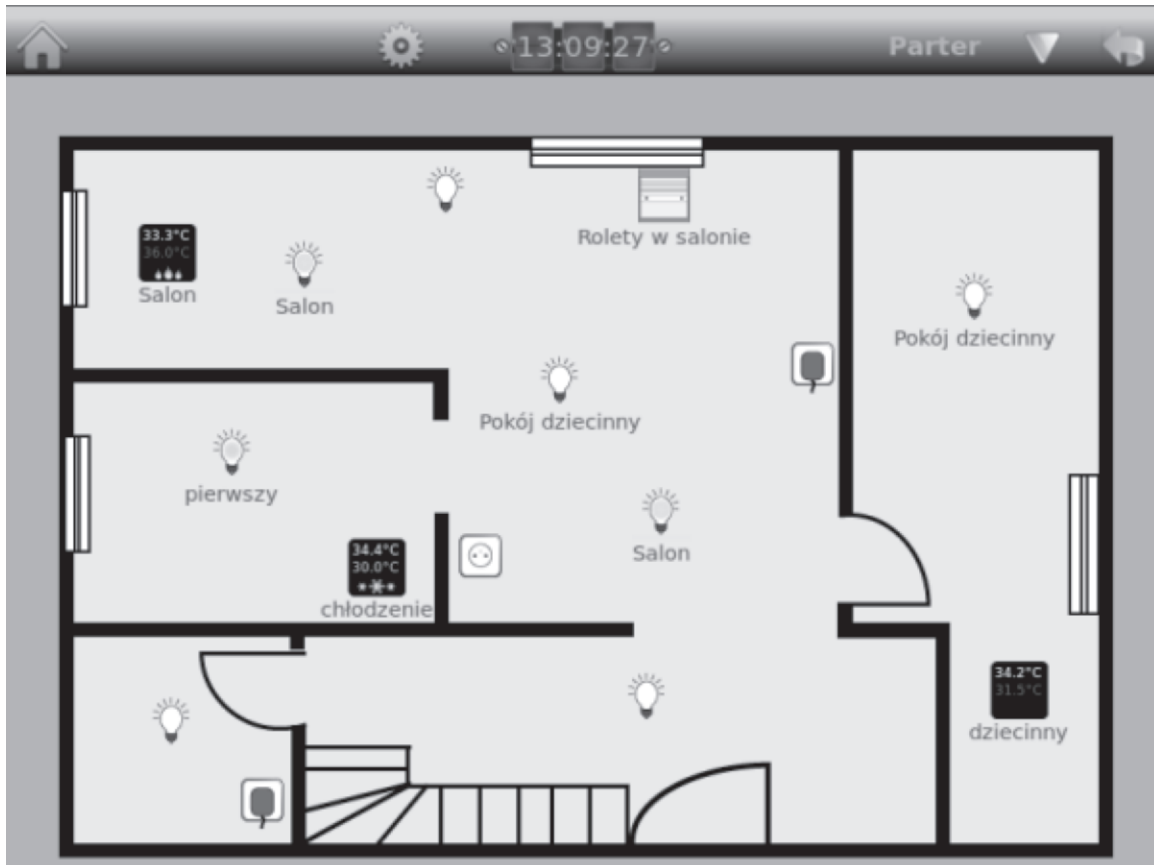 13:09:27
Parter
33.3°C
36.0°C
Salon
Salon
Rolety w salonie
Pokój dziecinny
Pokój dziecinny
pierwszy
34.4°C
30.0°C
chłodzenie
Salon
34.2°C
31.5°C
dziecinny